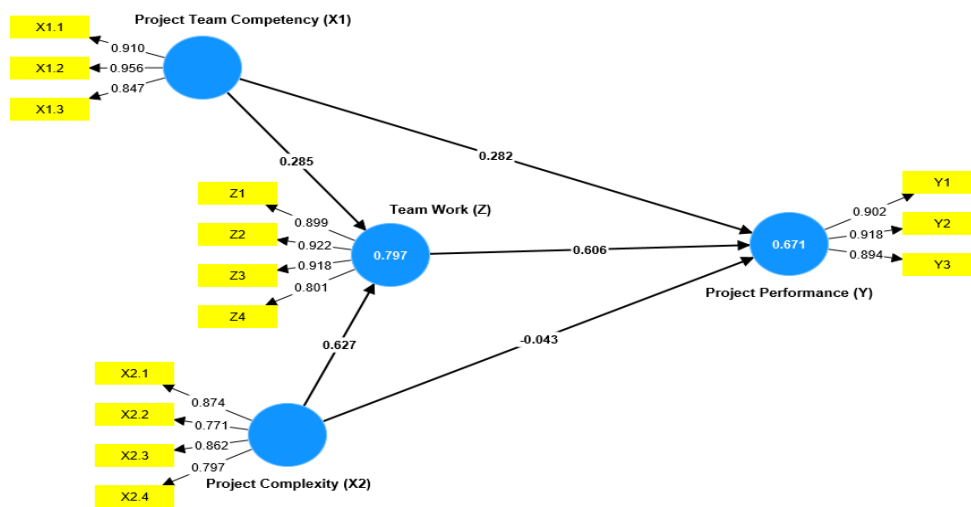 Project Team Competency (X1)
X1.1
0.910
X1.2
0.956
X1.3
0.847
0.285
0.282
Z1
0.899
Team Work (Z)
Z2
0.922
Z3
0.918
Z4
0.801
0.797
0.606
0.671
Y1
0.902
Y2
0.918
Y3
0.894
Project Performance (Y)
0.627
-0.043
X2.1
0.874
X2.2
0.771
X2.3
0.862
X2.4
0.797
Project Complexity (X2)